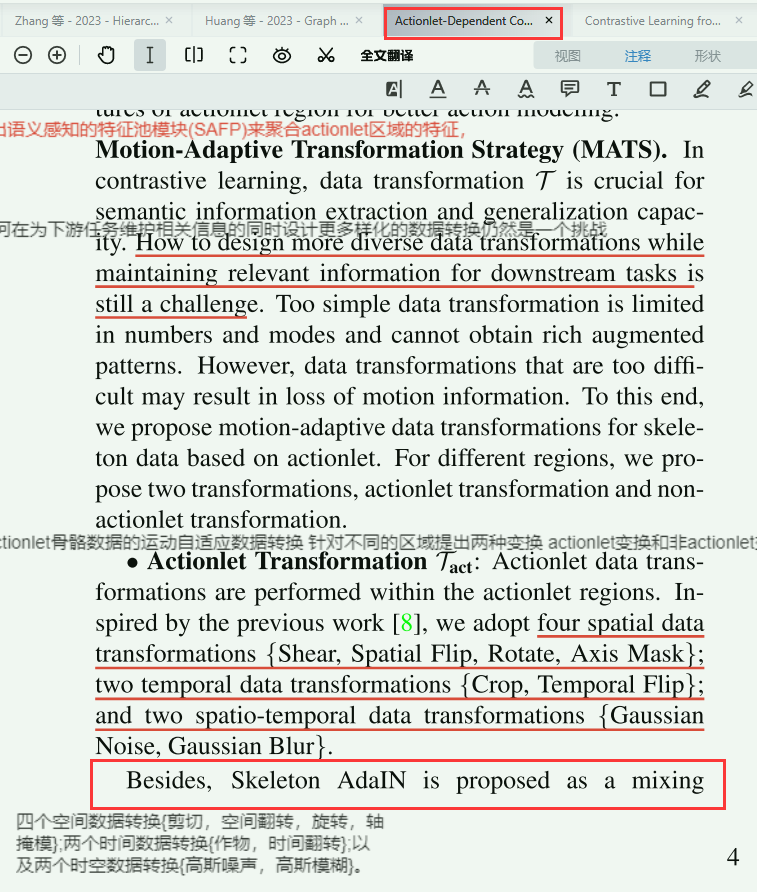 Zhang 等 - 2023 - Hierarc...
Huang 等 - 2023 - Graph ...
Actionlet-Dependent Co...
Contrastive Learning fro...
全文翻译
视图
注释
形状
tures of actionlet region for better action modeling.
出语义感知的特征池模块(SAFP)来聚合actionlet区域的特征，
Motion-Adaptive Transformation Strategy (MATS). In
contrastive learning, data transformation 𝒯 is crucial for
semantic information extraction and generalization capac-
何在为下游任务维护相关信息的同时设计更多样化的数据转换仍然是一个挑战
ity. How to design more diverse data transformations while
maintaining relevant information for downstream tasks is
still a challenge. Too simple data transformation is limited
in numbers and modes and cannot obtain rich augmented
patterns. However, data transformations that are too diffi-
cult may result in loss of motion information. To this end,
we propose motion-adaptive data transformations for skele-
ton data based on actionlet. For different regions, we pro-
pose two transformations, actionlet transformation and non-
actionlet transformation.
ctionlet骨骼数据的运动自适应数据转换 针对不同的区域提出两种变换 actionlet变换和非actionlet
• Actionlet Transformation 𝒯act: Actionlet data trans-
formations are performed within the actionlet regions. In-
spired by the previous work [8], we adopt four spatial data
transformations {Shear, Spatial Flip, Rotate, Axis Mask};
two temporal data transformations {Crop, Temporal Flip};
and two spatio-temporal data transformations {Gaussian
Noise, Gaussian Blur}.
Besides, Skeleton AdaIN is proposed as a mixing
四个空间数据转换{剪切，空间翻转，旋转，轴
掩模};两个时间数据转换{作物，时间翻转};以
及两个时空数据转换{高斯噪声，高斯模糊}。
4